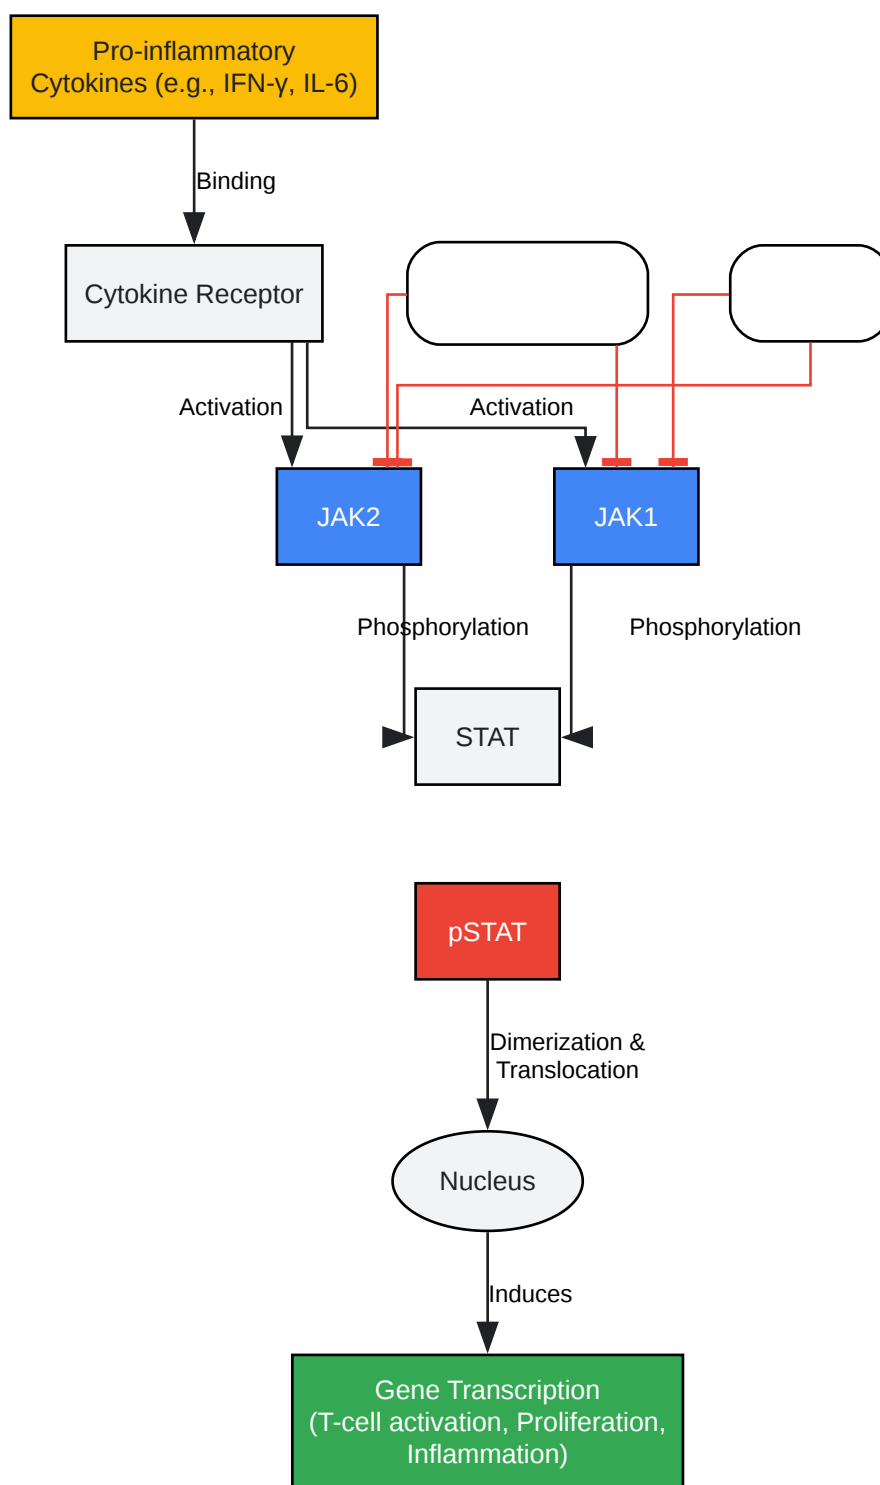 Pro-inflammatory
Cytokines (e.g., IFN-γ, IL-6)
Binding
Cytokine Receptor
Activation
Activation
JAK2
JAK1
Phosphorylation
Phosphorylation
STAT
pSTAT
Dimerization &
Translocation
Nucleus
Induces
Gene Transcription
(T-cell activation, Proliferation,
Inflammation)